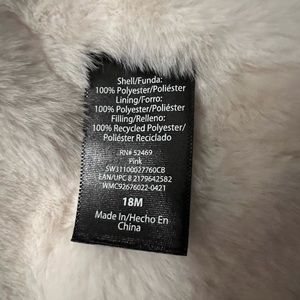 Shell/Funda:
100% Polyester/Poliéster
Lining/Forro:
100% Polyester/Poliéster
Filling/Relleno:
100% Recycled Polyester/
Poliéster Reciclado
RN# 52469
Pink
SW31100027760CB
EAN/UPC 8 2179642582
WMC92676022-0421
18M
Made In/Hecho En
China